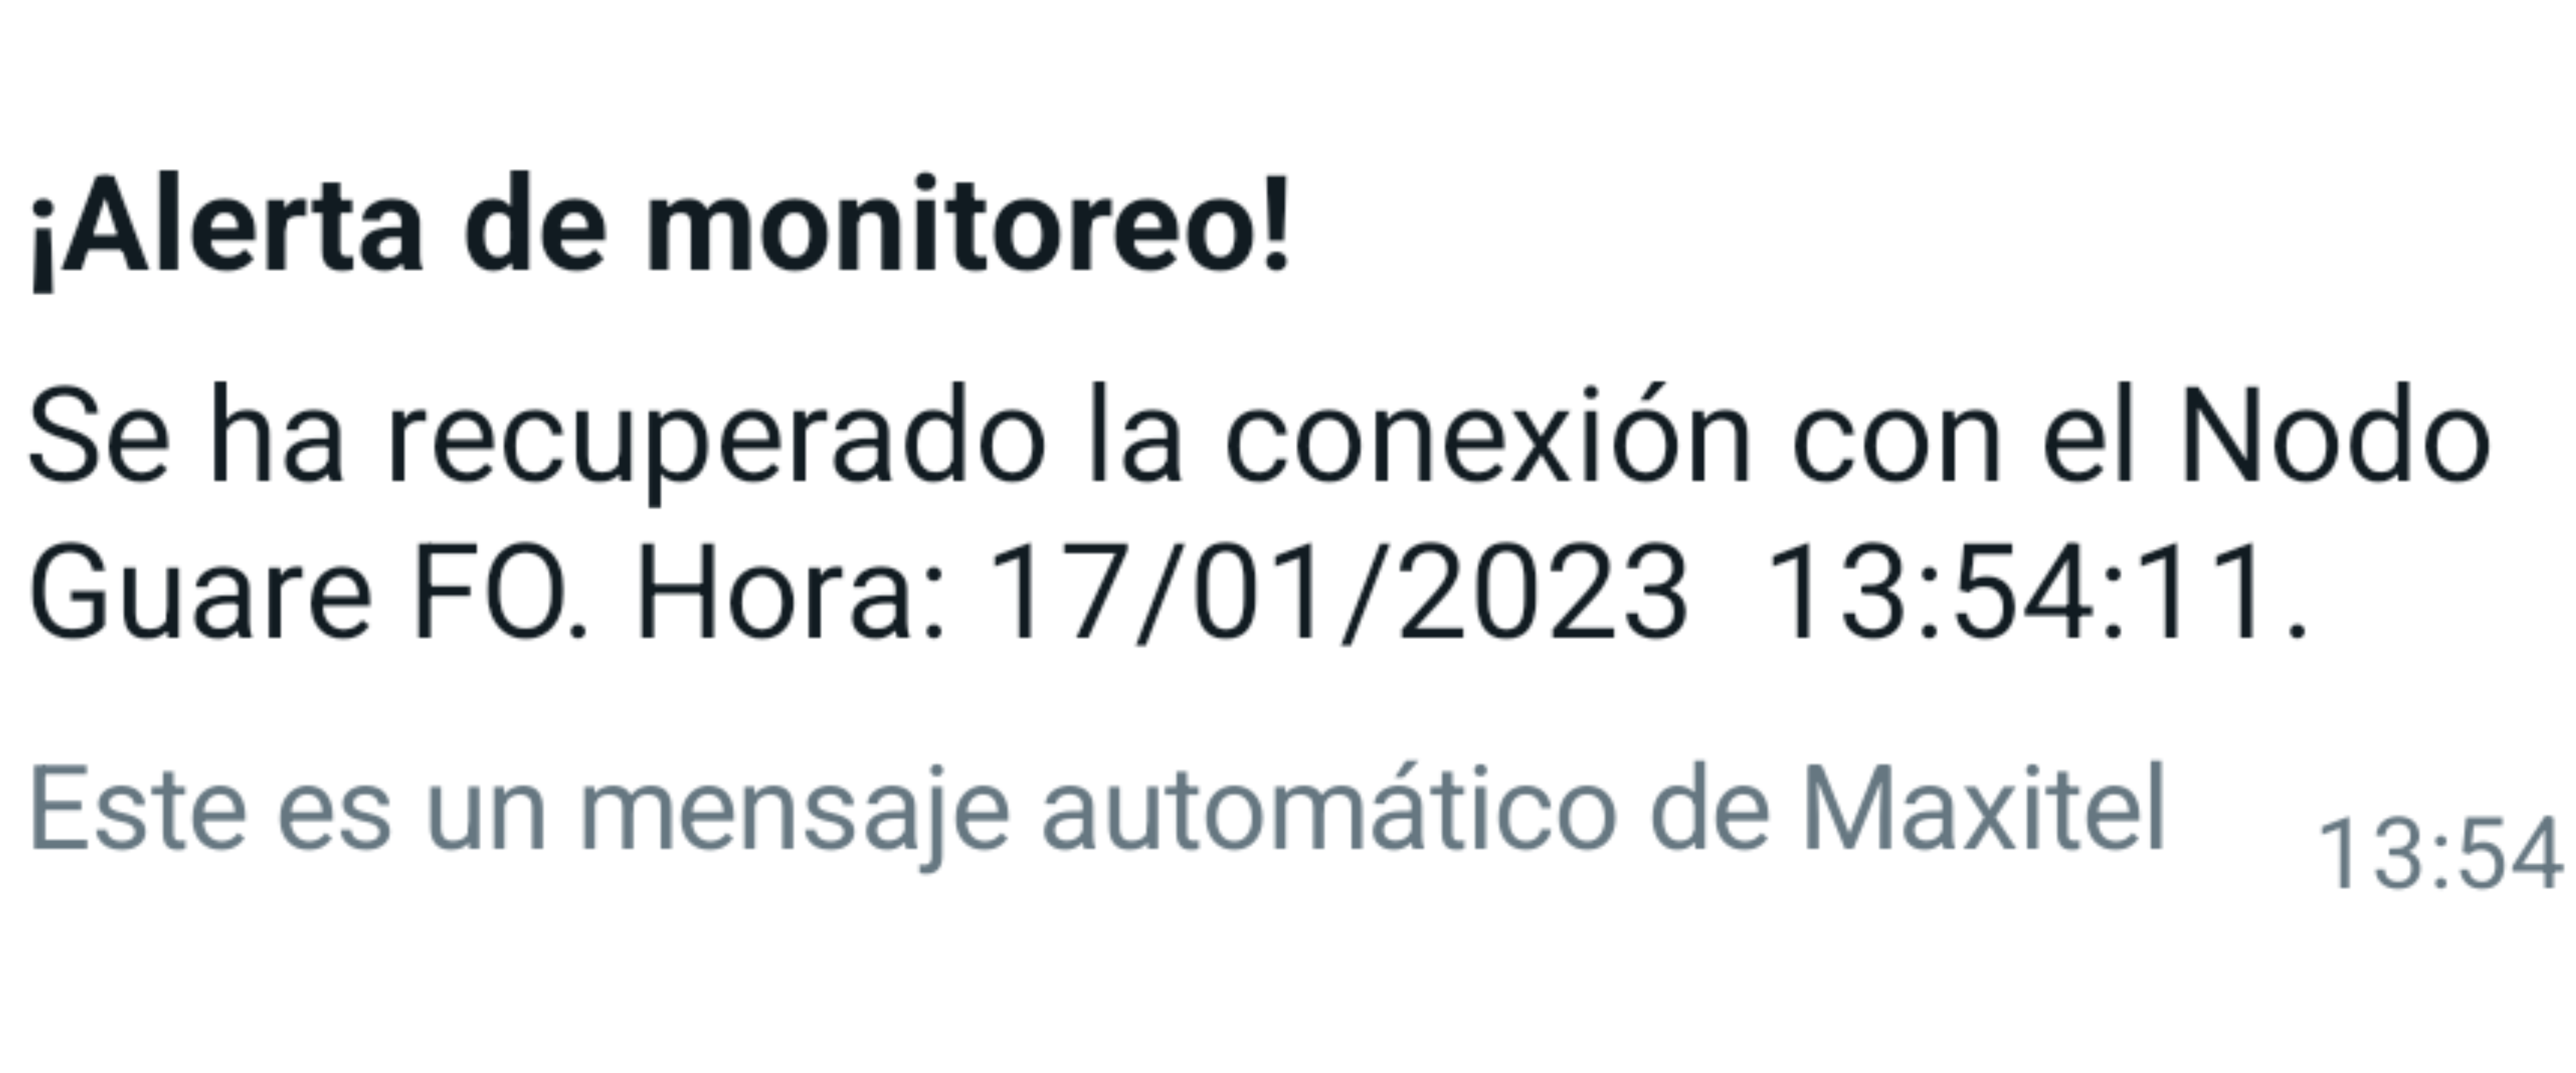 ¡Alerta de monitoreo!
Se ha recuperado la conexión con el Nodo
Guare FO. Hora: 17/01/2023  13:54:11.
Este es un mensaje automático de Maxitel
13:54